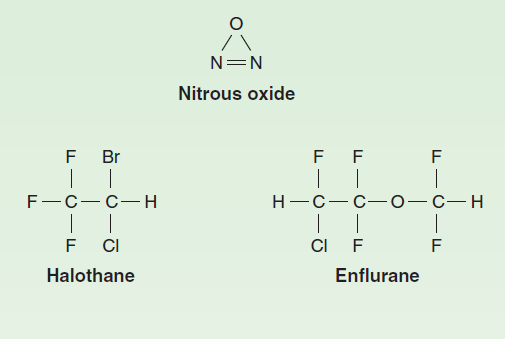 O
N=N
Nitrous oxide
F Br
F—C—C—H
F Cl
Halothane
F F F
H—C—C—O—C—H
Cl F F
Enflurane